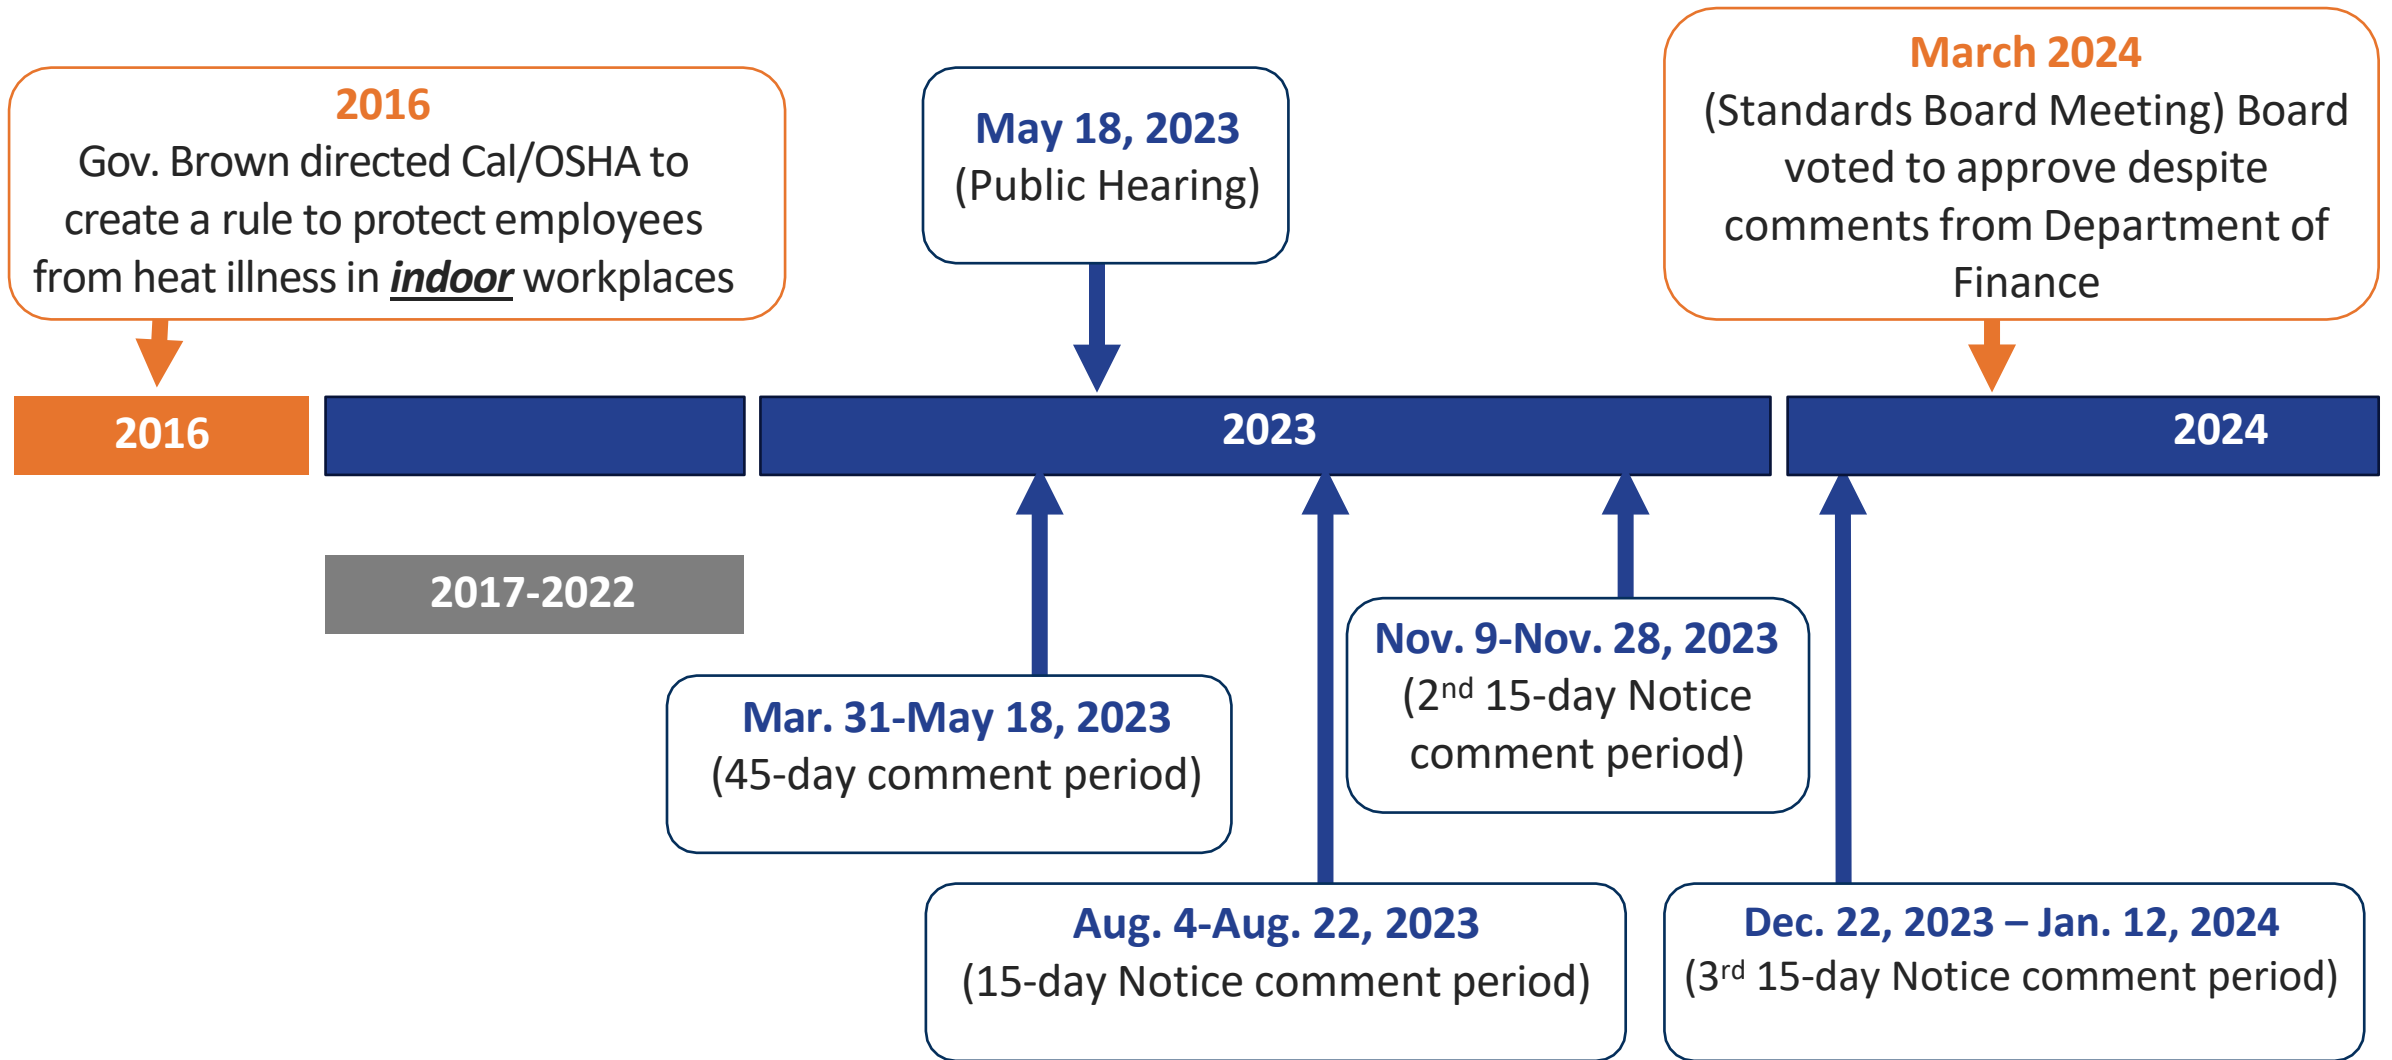 2016
Gov. Brown directed Cal/OSHA to
create a rule to protect employees
from heat illness in indoor workplaces
May 18, 2023
(Public Hearing)
March 2024
(Standards Board Meeting) Board
voted to approve despite
comments from Department of
Finance
2016
2023
2024
2017-2022
Mar. 31-May 18, 2023
(45-day comment period)
Aug. 4-Aug. 22, 2023
(15-day Notice comment period)
Nov. 9-Nov. 28, 2023
(2nd 15-day Notice
comment period)
Dec. 22, 2023 – Jan. 12, 2024
(3rd 15-day Notice comment period)